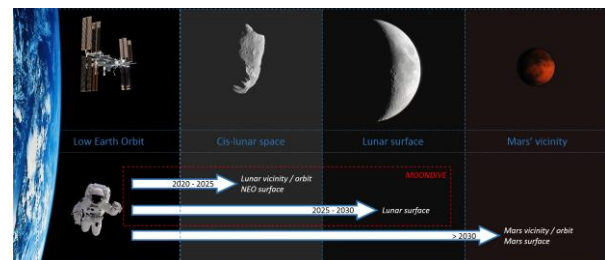 Low Earth Orbit
Cis-lunar space
Lunar surface
Mars' vicinity
MOONDIVE
2020 - 2025
Lunar vicinity / orbit
NEO surface
2025 - 2030
Lunar surface
> 2030
Mars vicinity / orbit
Mars surface